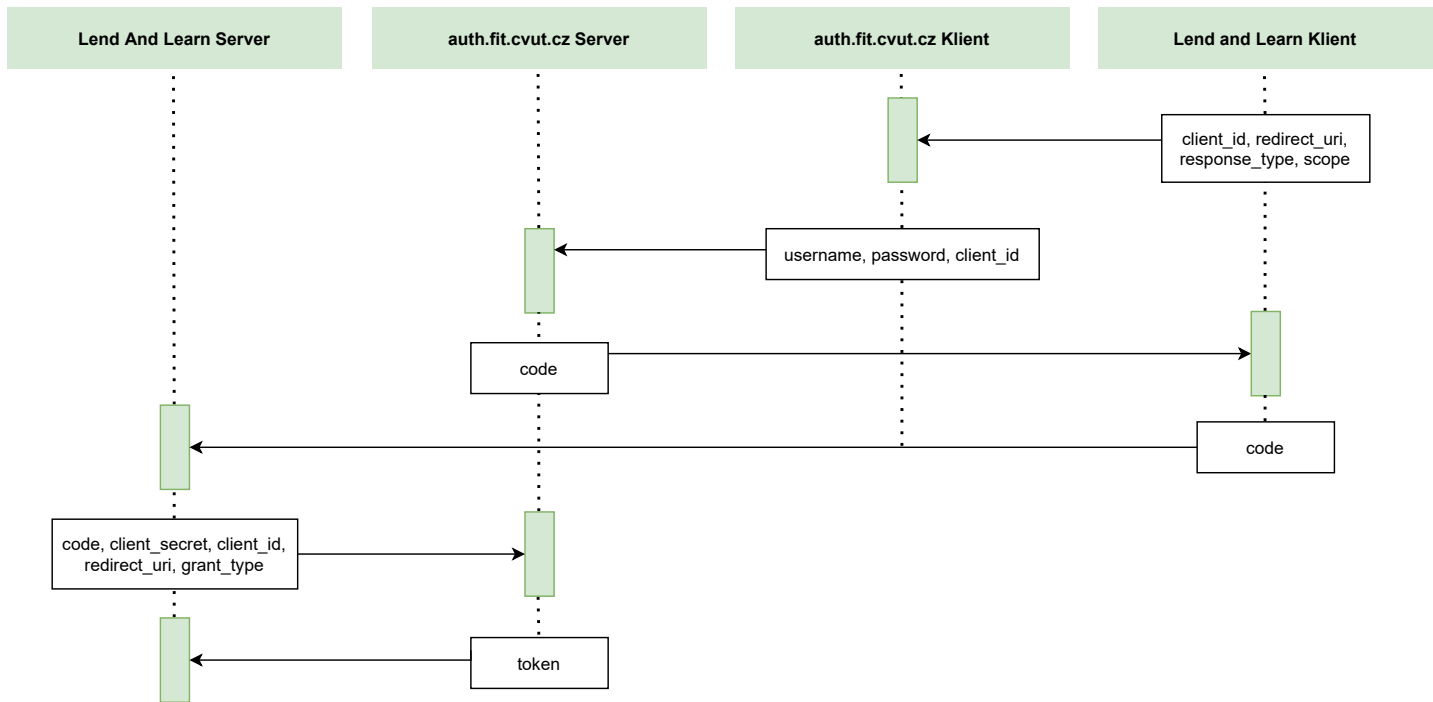 Lend And Learn Server
auth.fit.cvut.cz Server
auth.fit.cvut.cz Klient
Lend and Learn Klient
client_id, redirect_uri,
response_type, scope
username, password, client_id
code
code
code, client_secret, client_id,
redirect_uri, grant_type
token